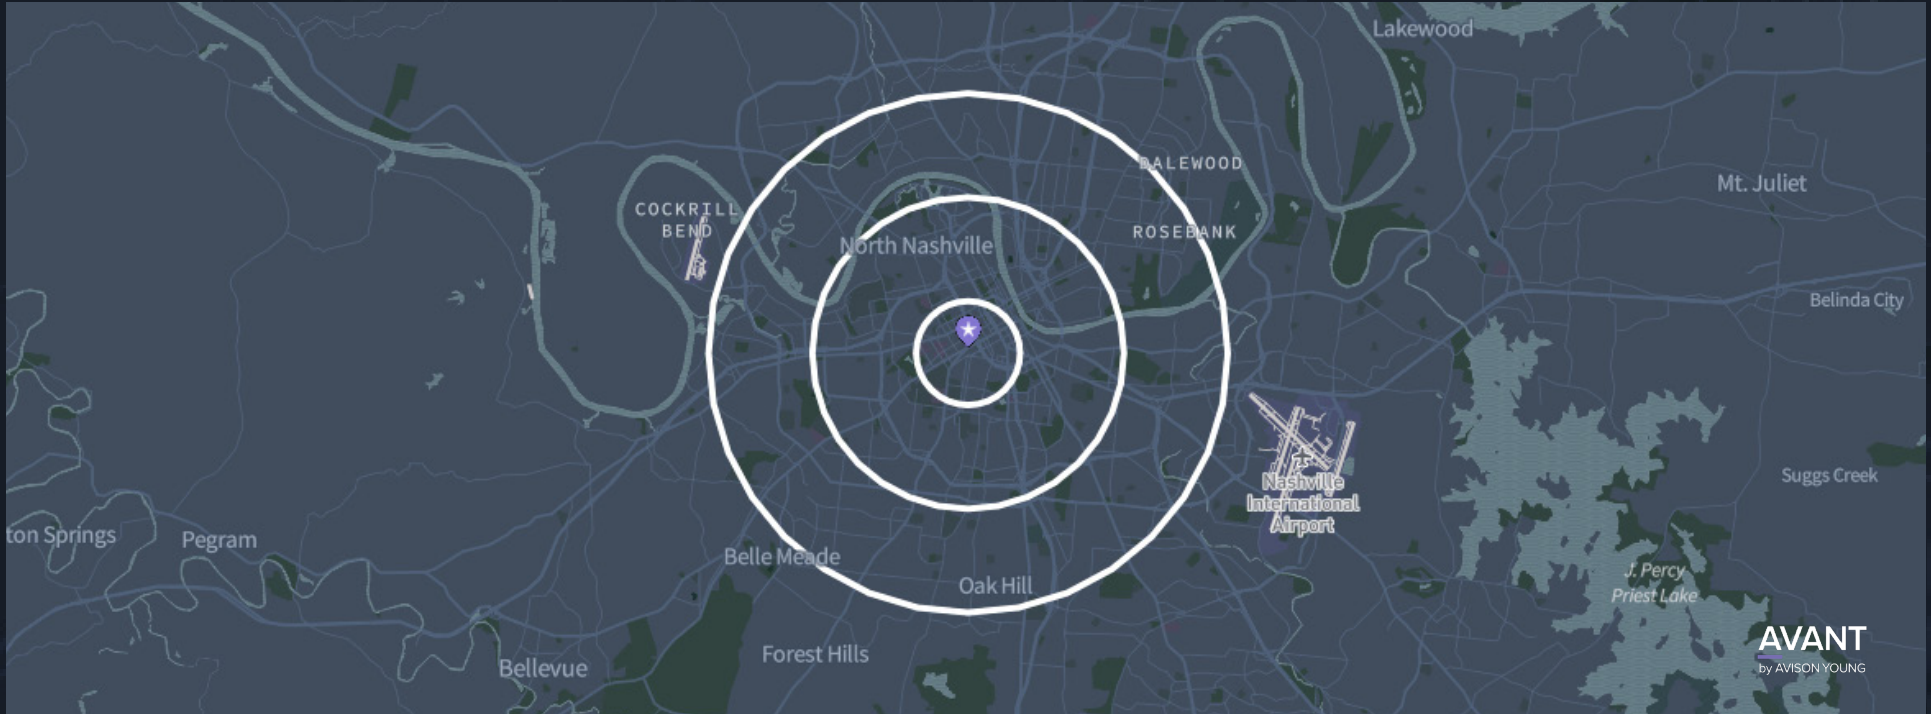 Lakewood
DALEWOOD
Mt. Juliet
COCKRILL
BEND
ROSEBANK
North Nashville
Belinda City
Suggs Creek
Nashville
International
Airport
ton Springs
Pegram
Belle Meade
Oak Hill
J. Percy
Priest Lake
Forest Hills
Bellevue
AVANT
by AVISON YOUNG